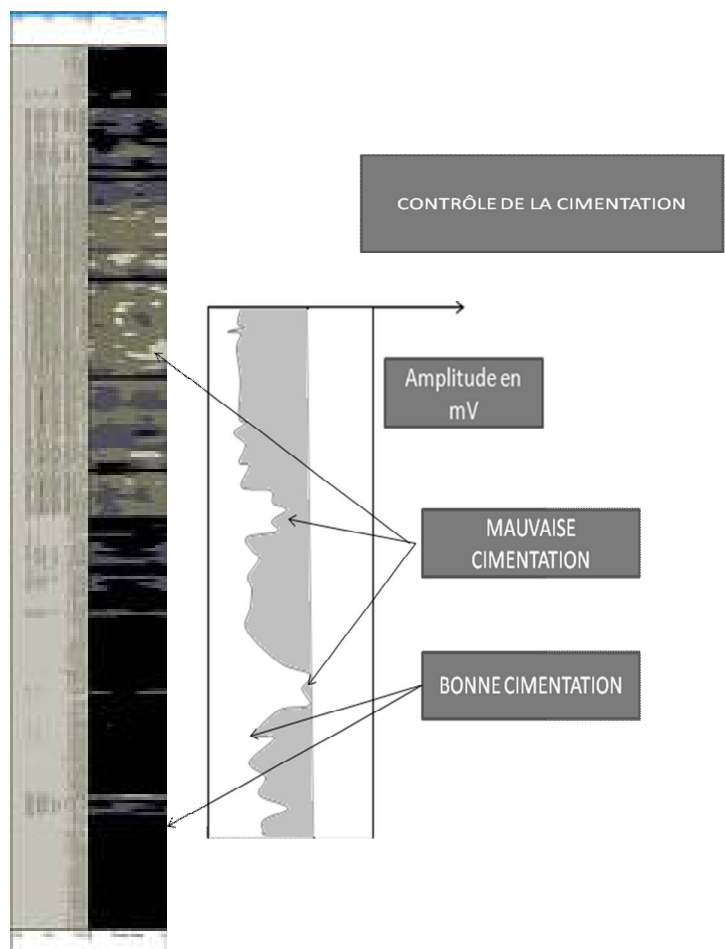 CONTRÔLE DE LA CIMENTATION
Amplitude en
mV
MAUVAISE
CIMENTATION
BONNE CIMENTATION